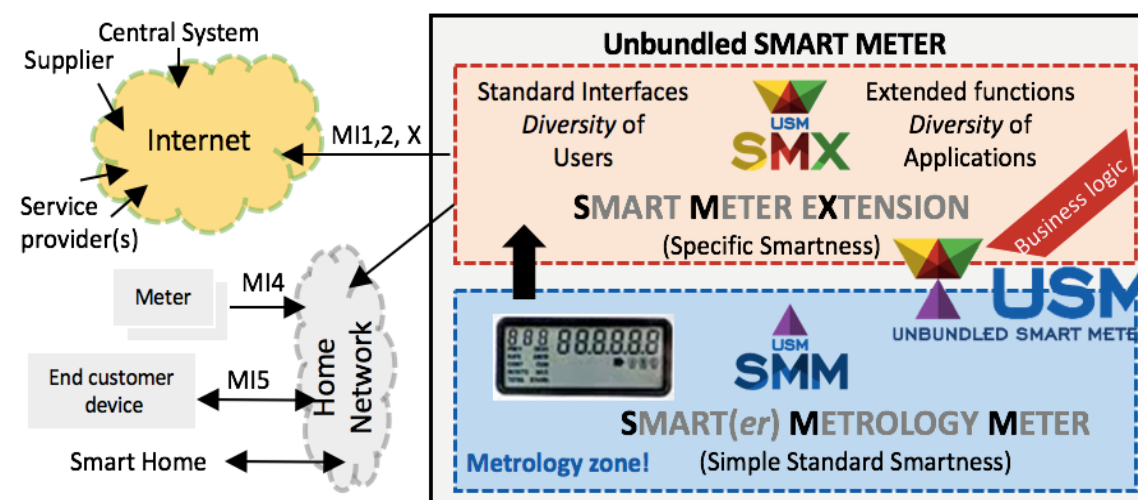 Central System
Supplier
Internet
Service
provider(s)
MI1,2, X
Meter
MI4
End customer
device
MI5
Smart Home
Home
Network
Unbundled SMART METER
Standard Interfaces
Diversity of
Users
USM
SMX
Extended functions
Diversity of
Applications
SMART METER EXTENSION
(Specific Smartness)
Business logic
USM
UNBUNDLED SMART METE
USM
SMM
SMART(er) METROLOGY METER
Metrology zone!
(Simple Standard Smartness)